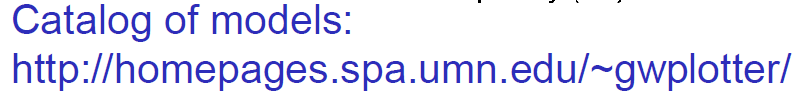 Catalog of models:
http://homepages.spa.umn.edu/~gwplotter/